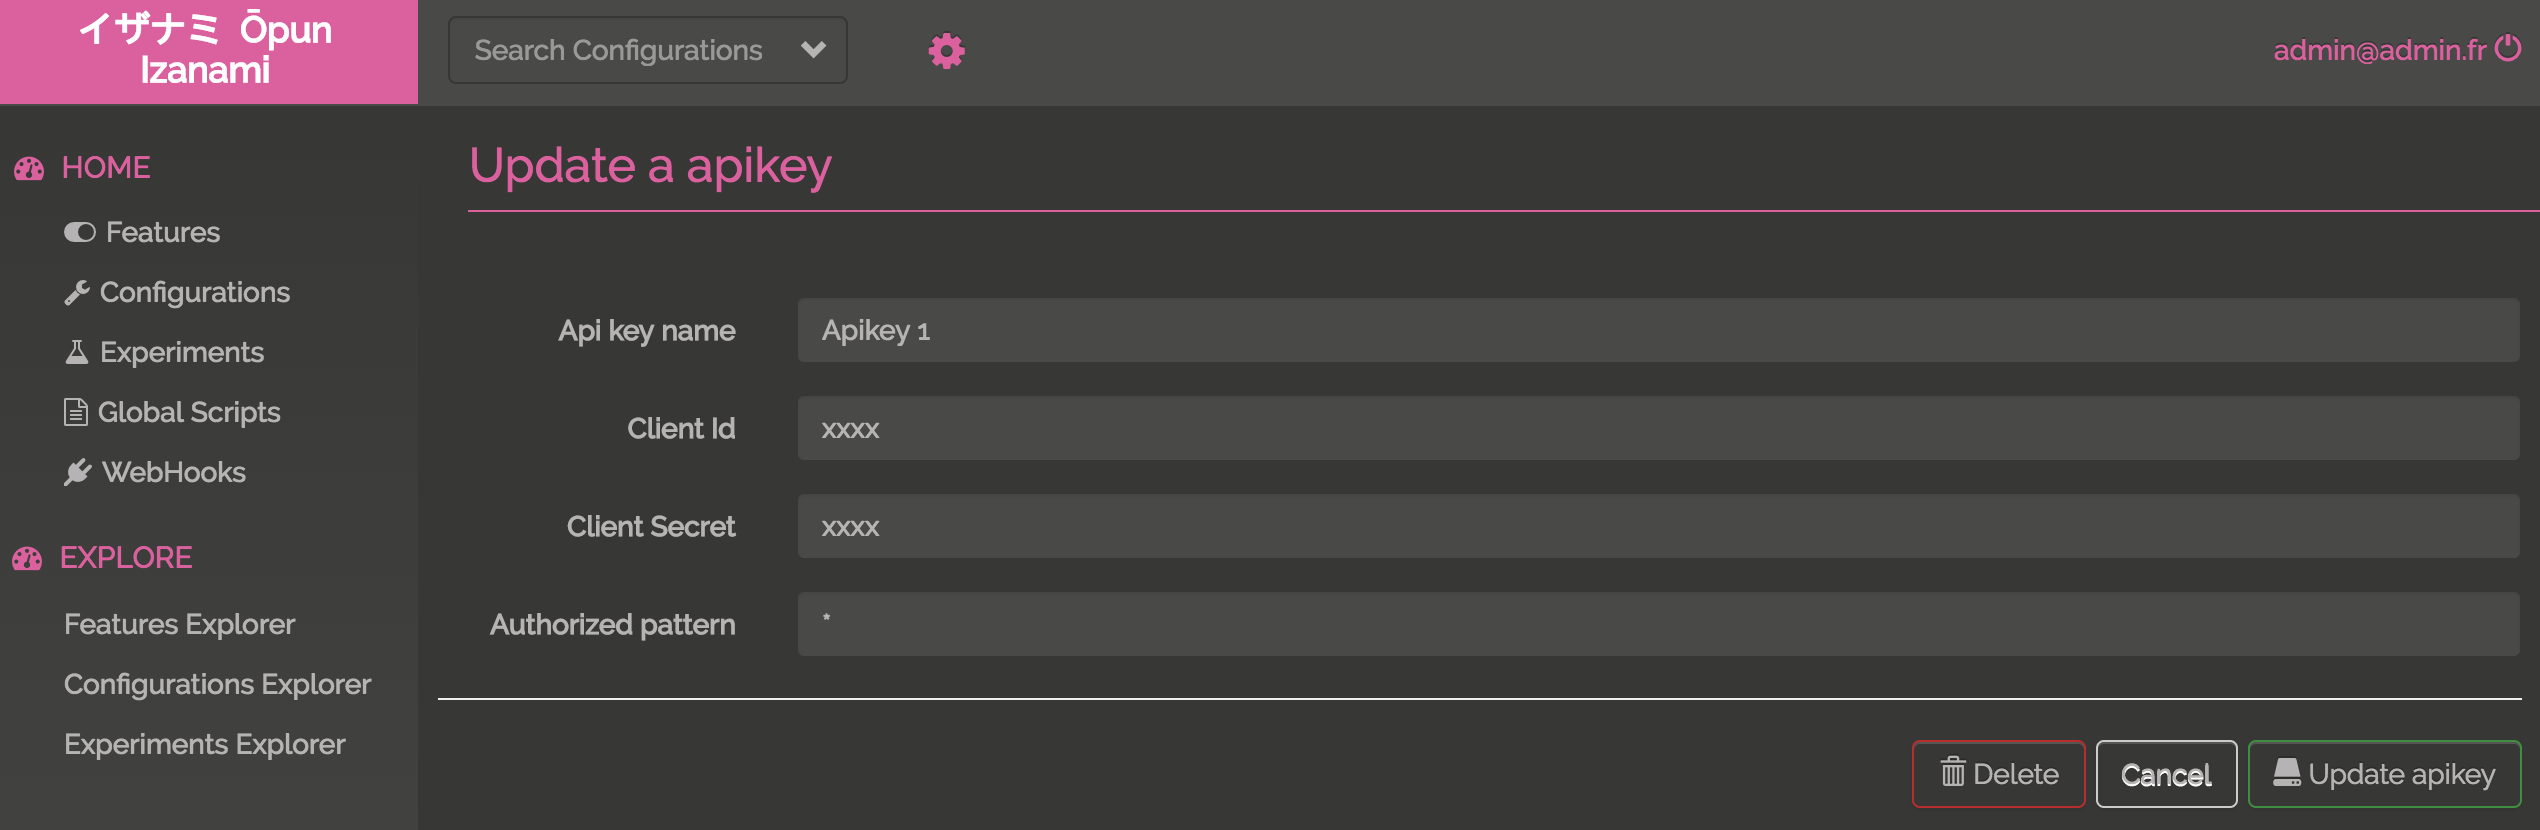 イザナミ Ōpun
Izanami
Search Configurations
admin@admin.fr
HOME
Features
Configurations
Experiments
Global Scripts
WebHooks
EXPLORE
Features Explorer
Configurations Explorer
Experiments Explorer
Update a apikey
Api key name Apikey 1
Client Id xxxx
Client Secret xxxx
Authorized pattern *
Delete Cancel Update apikey